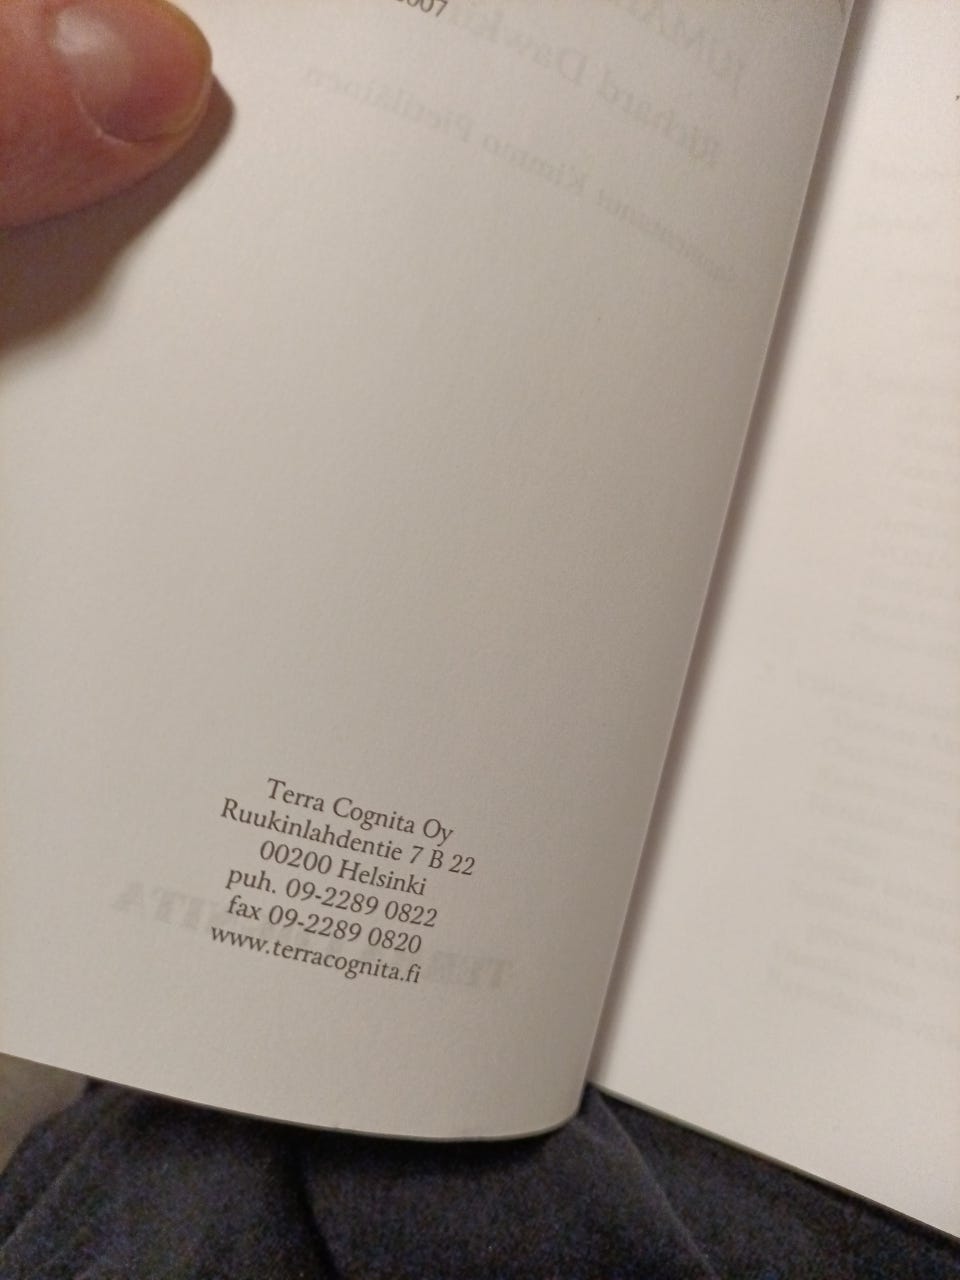 2007
Terra Cognita Oy
Ruukinlahdentie 7 B 22
00200 Helsinki
puh. 09-2289 0822
fax 09-2289 0820
www.terracognita.fi